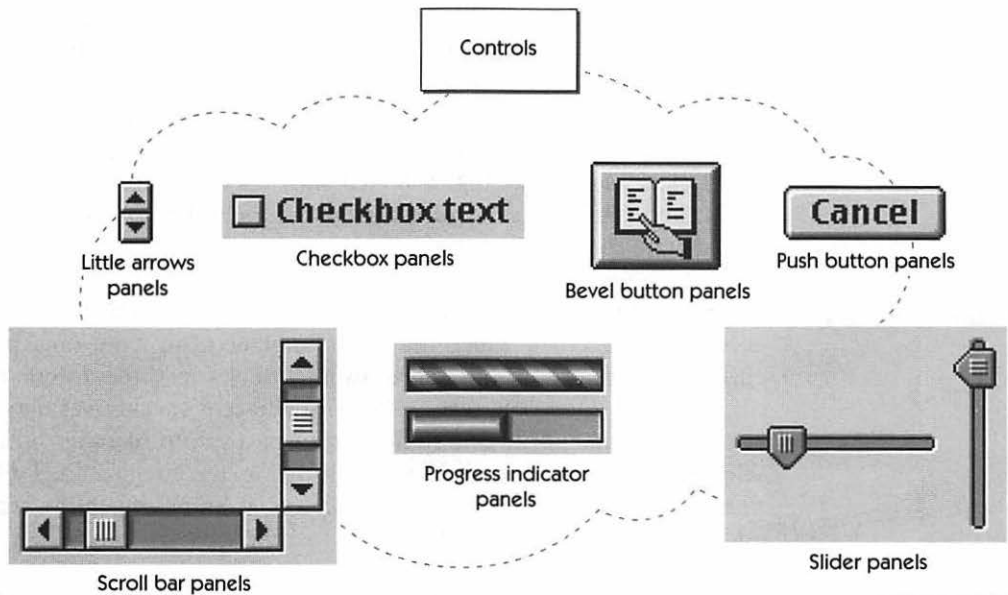 Controls
Checkbox text
Cancel
Little arrows
panels
Checkbox panels
Bevel button panels
Push button panels
Progress indicator
panels
Scroll bar panels
Slider panels